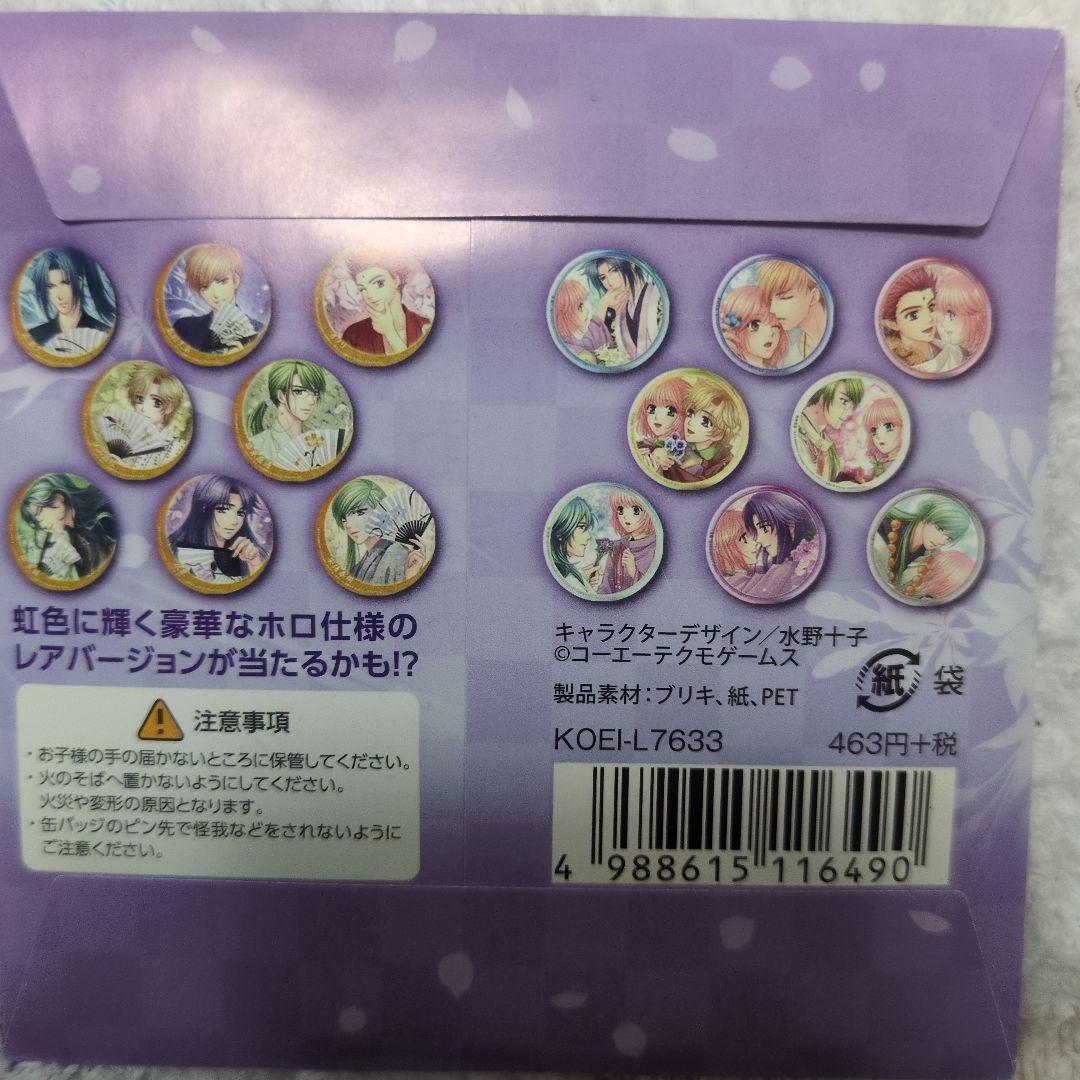 虹色に輝く豪華なホロ仕様の
レアバージョンが当たるかも!?
注意事項
・お子様の手の届かないところに保管してください。
・火のそばへ置かないようにしてください。
火災や変形の原因となります。
・缶バッジのピン先で怪我などをされないように
ご注意ください。
キャラクターデザイン／水野十子
©コーエーテクモゲームス
製品素材：ブリキ、紙、PET
紙 袋
KOEI-L7633 463円+税
4 988615 116490